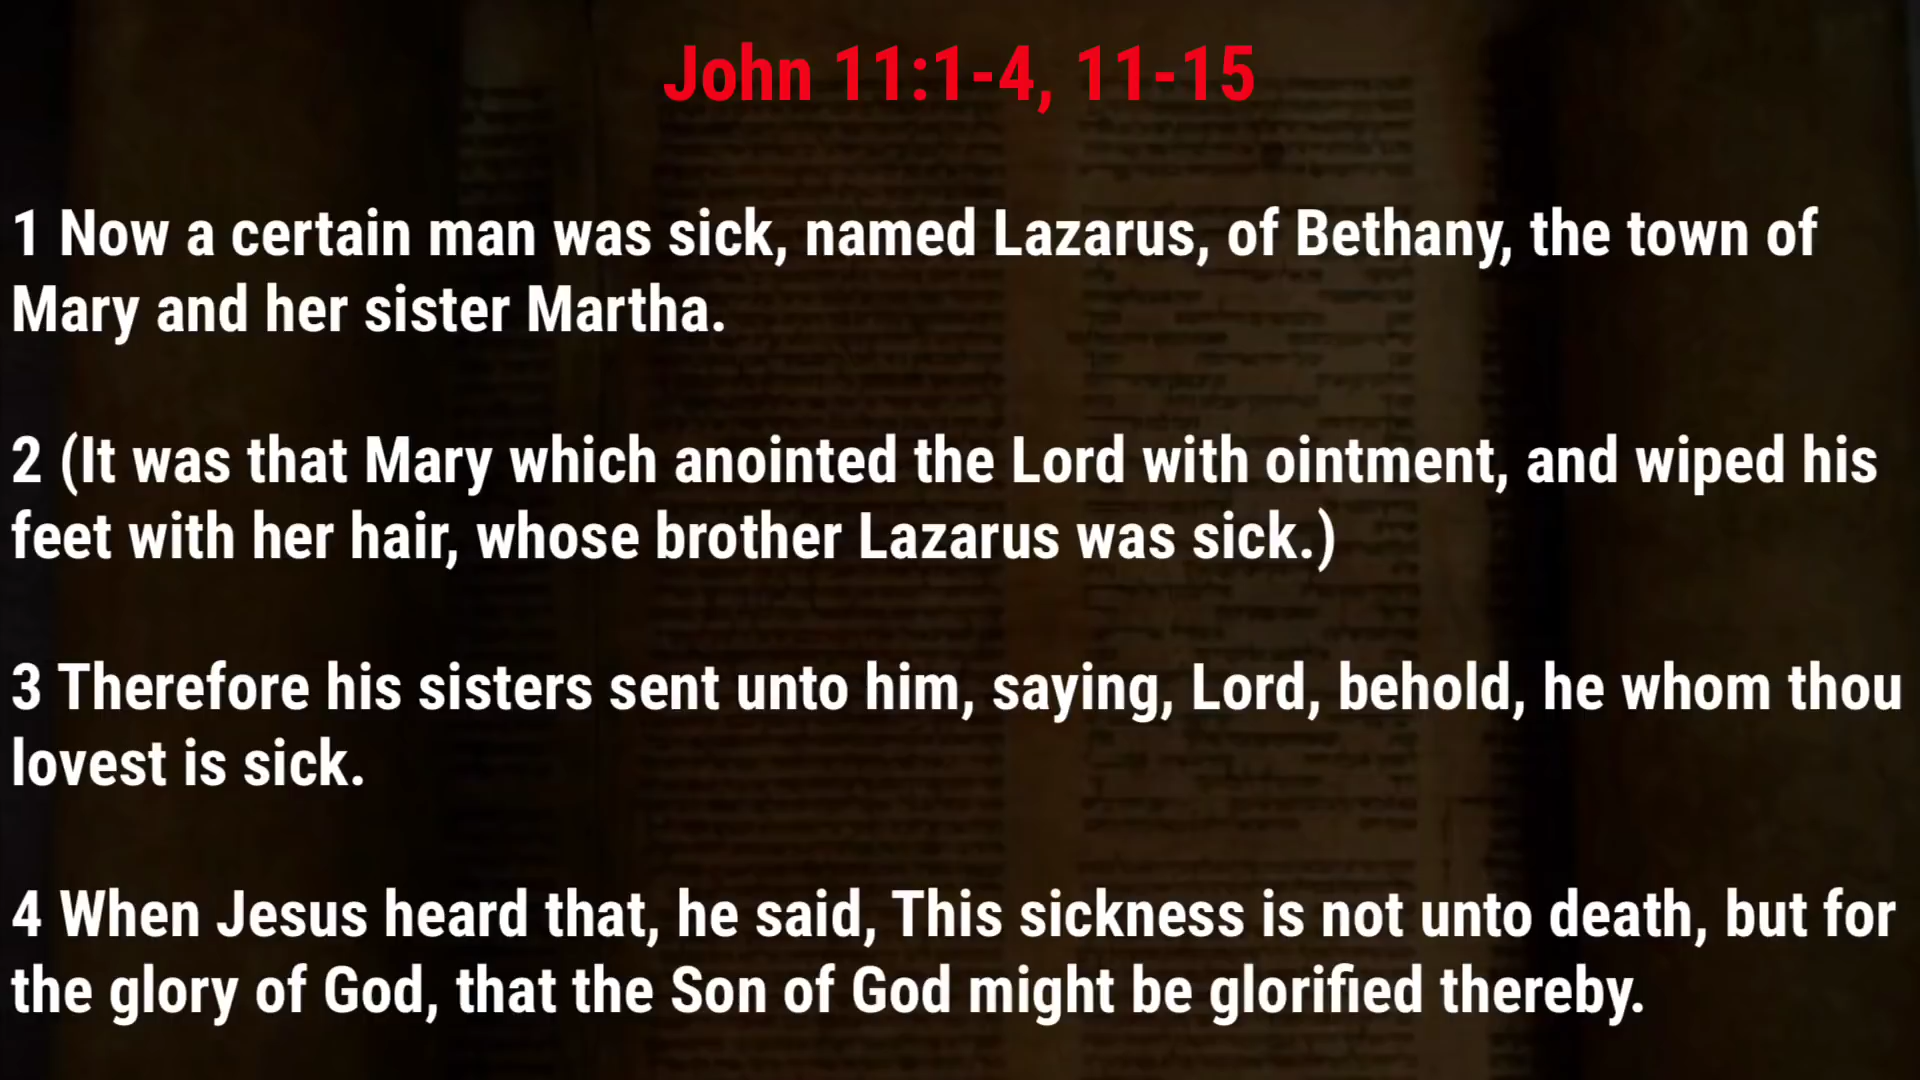 John 11:1-4, 11-15
1 Now a certain man was sick, named Lazarus, of Bethany, the town of
Mary and her sister Martha.
2 (It was that Mary which anointed the Lord with ointment, and wiped his
feet with her hair, whose brother Lazarus was sick.)
3 Therefore his sisters sent unto him, saying, Lord, behold, he whom thou
lovest is sick.
4 When Jesus heard that, he said, This sickness is not unto death, but for
the glory of God, that the Son of God might be glorified thereby.